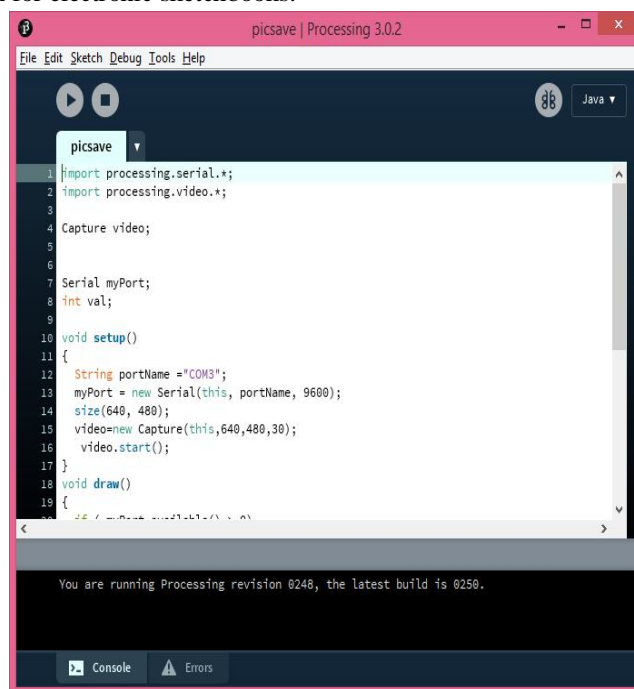 for electronic sketchbooks.
picsave | Processing 3.0.2
File Edit Sketch Debug Tools Help
Java ▾
picsave ▾
1 import processing.serial.*;
2 import processing.video.*;
3
4 Capture video;
5
6
7 Serial myPort;
8 int val;
9
10 void setup()
11 {
12 String portName ="COM3";
13 myPort = new Serial(this, portName, 9600);
14 size(640, 480);
15 video=new Capture(this,640,480,30);
16 video.start();
17 }
18 void draw()
19 {
You are running Processing revision 0248, the latest build is 0250.
Console Errors